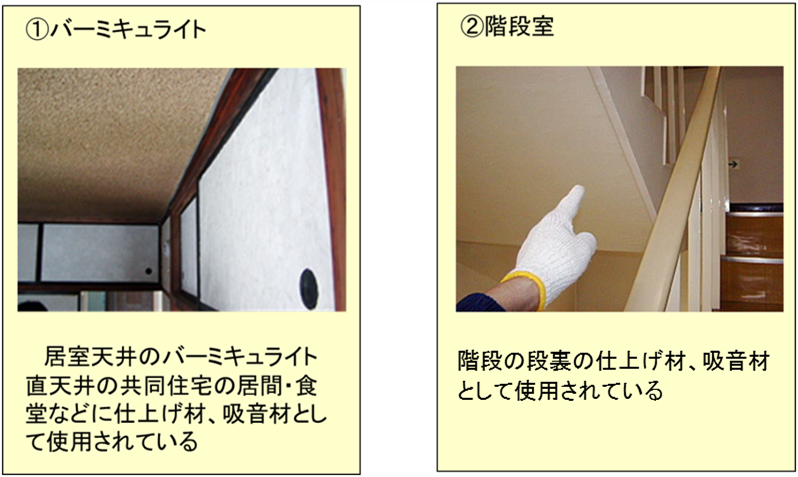 ①バーミキュライト
居室天井のバーミキュライト
直天井の共同住宅の居間・食
堂などに仕上げ材、吸音材とし
て使用されている
②階段室
階段の段裏の仕上げ材、吸音材
として使用されている